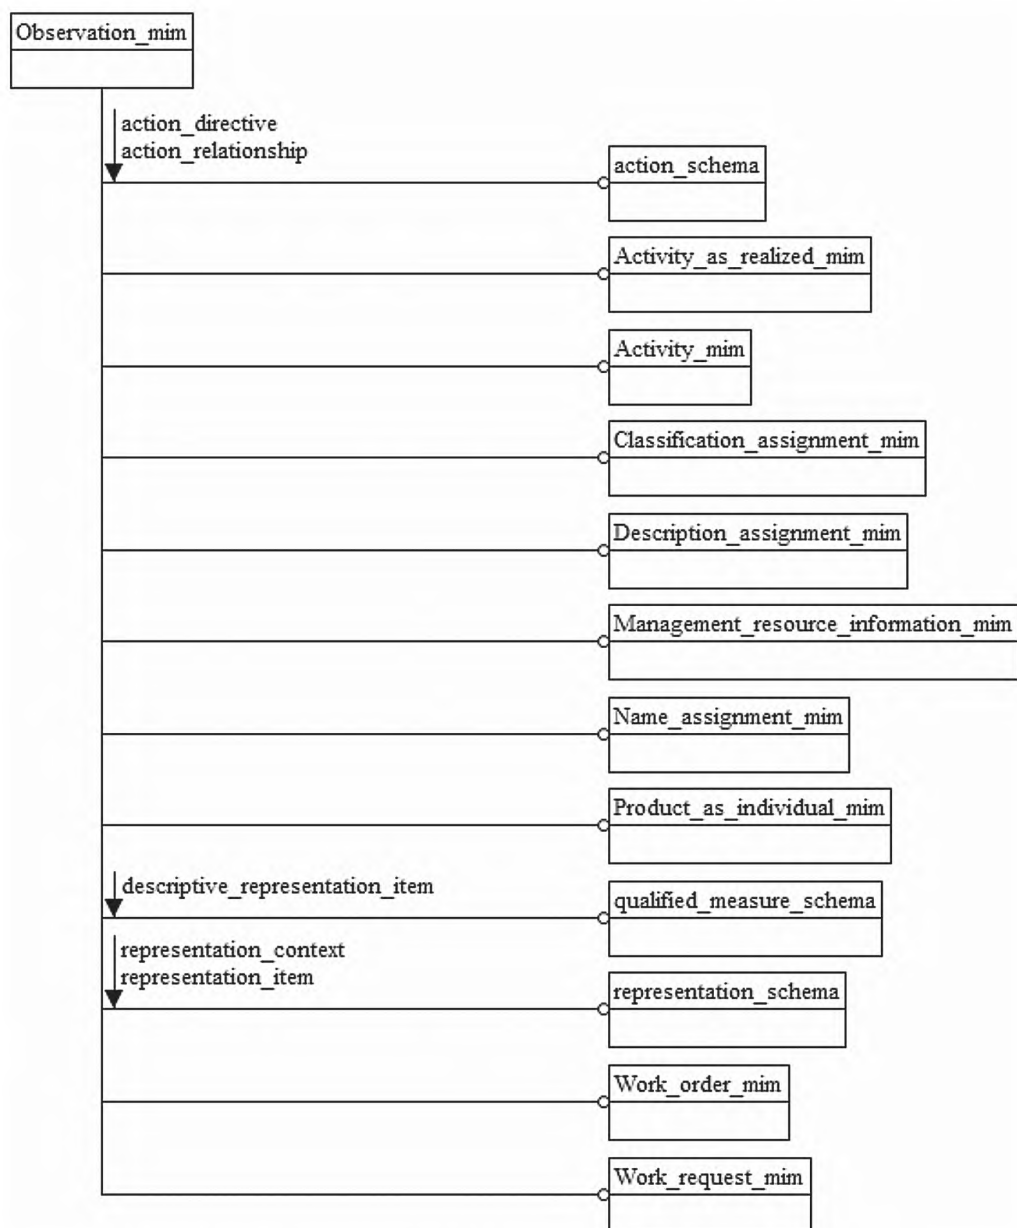 Observation_mim
action_directive
action_relationship
action_schema
Activity_as_realized_mim
Activity_mim
Classification_assignment_mim
Description_assignment_mim
Management_resource_information_mim
Name_assignment_mim
Product_as_individual_mim
descriptive_representation_item
qualified_measure_schema
representation_context
representation_item
representation_schema
Work_order_mim
Work_request_mim